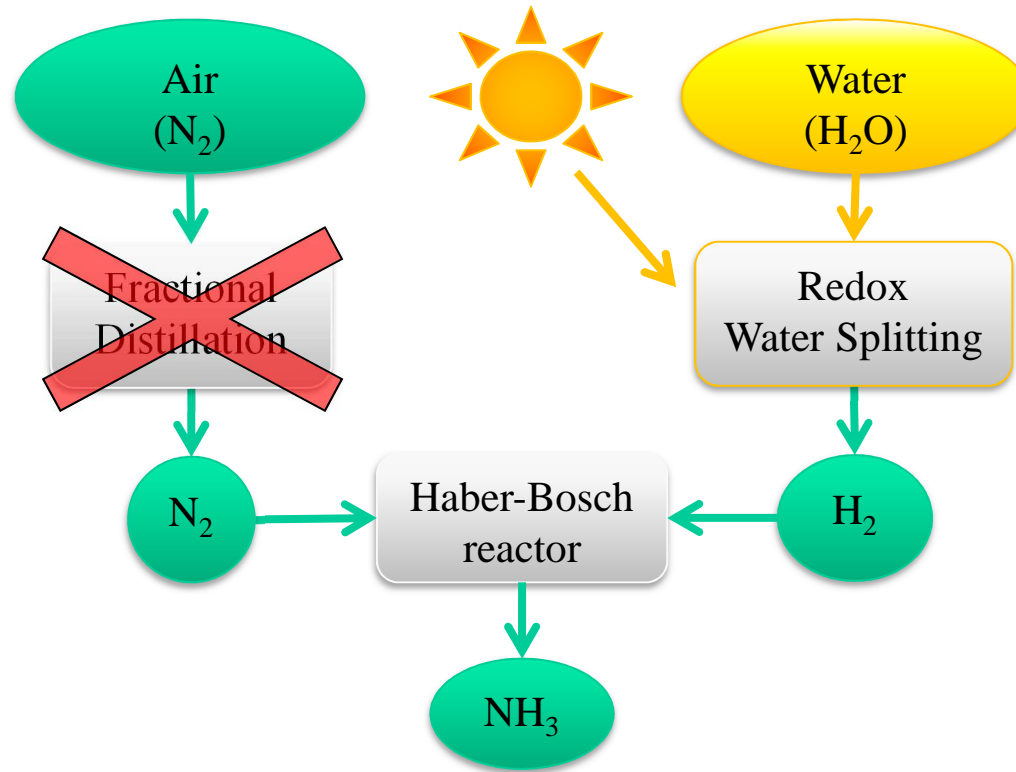 Air
(N₂)
Water
(H₂O)
Fractional
Distillation
Redox
Water Splitting
N₂
Haber-Bosch
reactor
H₂
NH₃